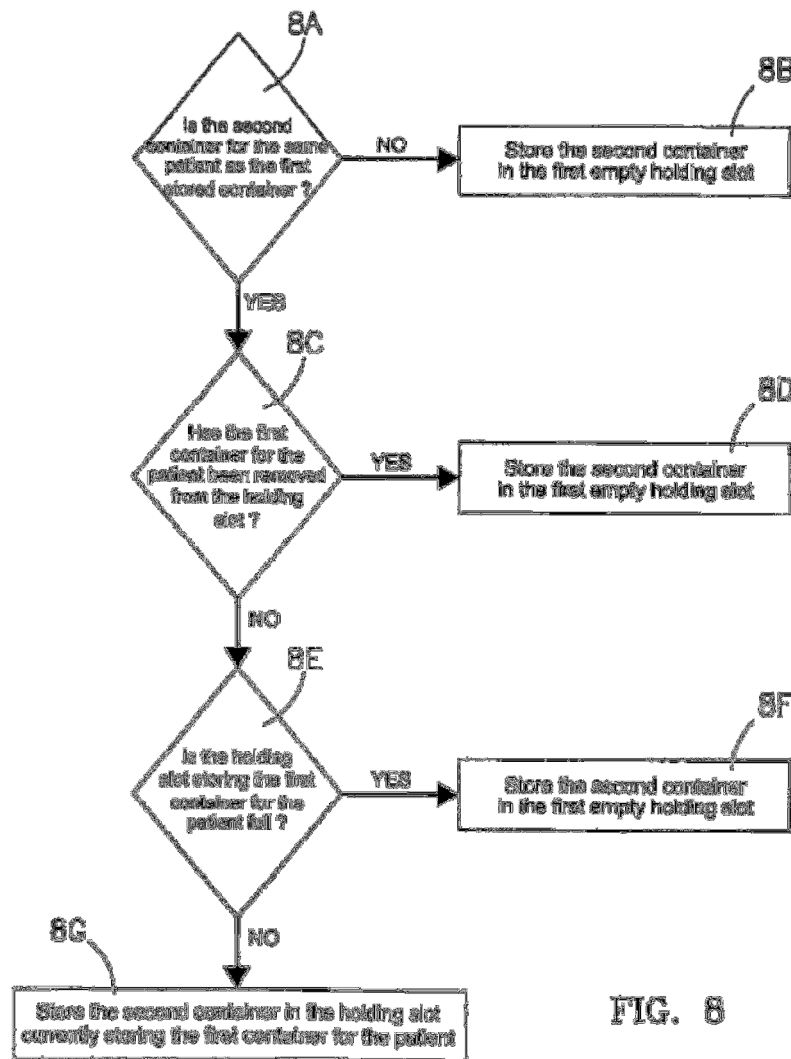 8A
Is the second
container for the same
patient as the first
stored container ?
NO
8B
Store the second container
in the first empty holding slot
YES
8C
Has the first
container for the
patient been removed
from the holding
slot ?
YES
8D
Store the second container
in the first empty holding slot
NO
8E
Is the holding
slot storing the first
container for the
patient full ?
YES
8F
Store the second container
in the first empty holding slot
NO
8G
Store the second container in the holding slot
currently storing the first container for the patient
FIG. 8